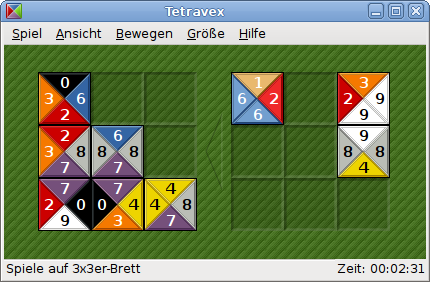 Tetravex
Spiel Ansicht Bewegen Größe Hilfe
0 1 3
3 6 6 2 2 9
2 6 9
2 6 9
3 8 8 8 8 8
7 7 4
7 7 4
2 0 0 4 4 8
9 3 7
Spiele auf 3x3er-Brett Zeit: 00:02:31